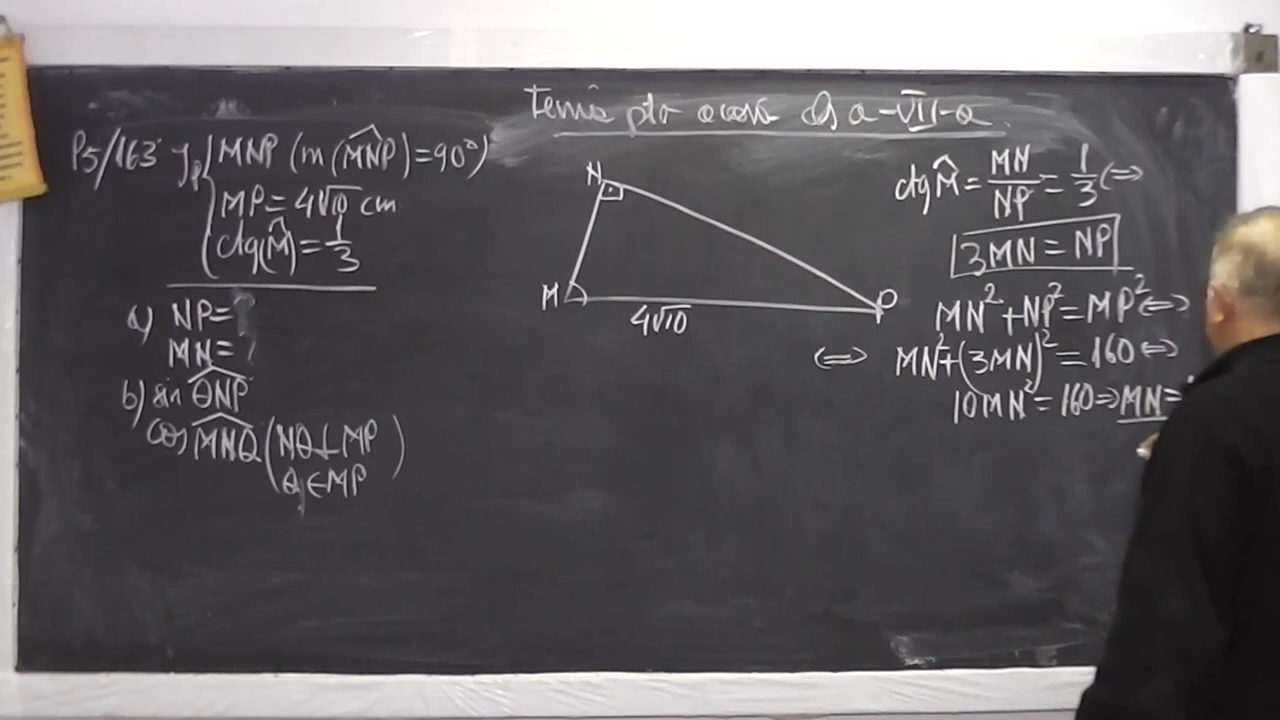 Temă ptr acasă cls a-VII-a
P5/163 Ip MNP (m(MNP)=90°)
MP=4√10 cm
ctg(M)=1/3
a) NP=?
MN=?
b) sin QNP
cos MNQ (NQ⊥MP
Q∈MP)
N
M
P
4√10
ctg M = MN/NP = 1/3 <=>
3MN = NP
MN²+NP²=MP² <=>
<=> MN²+(3MN)²=160 <=>
10MN²=160 => MN=